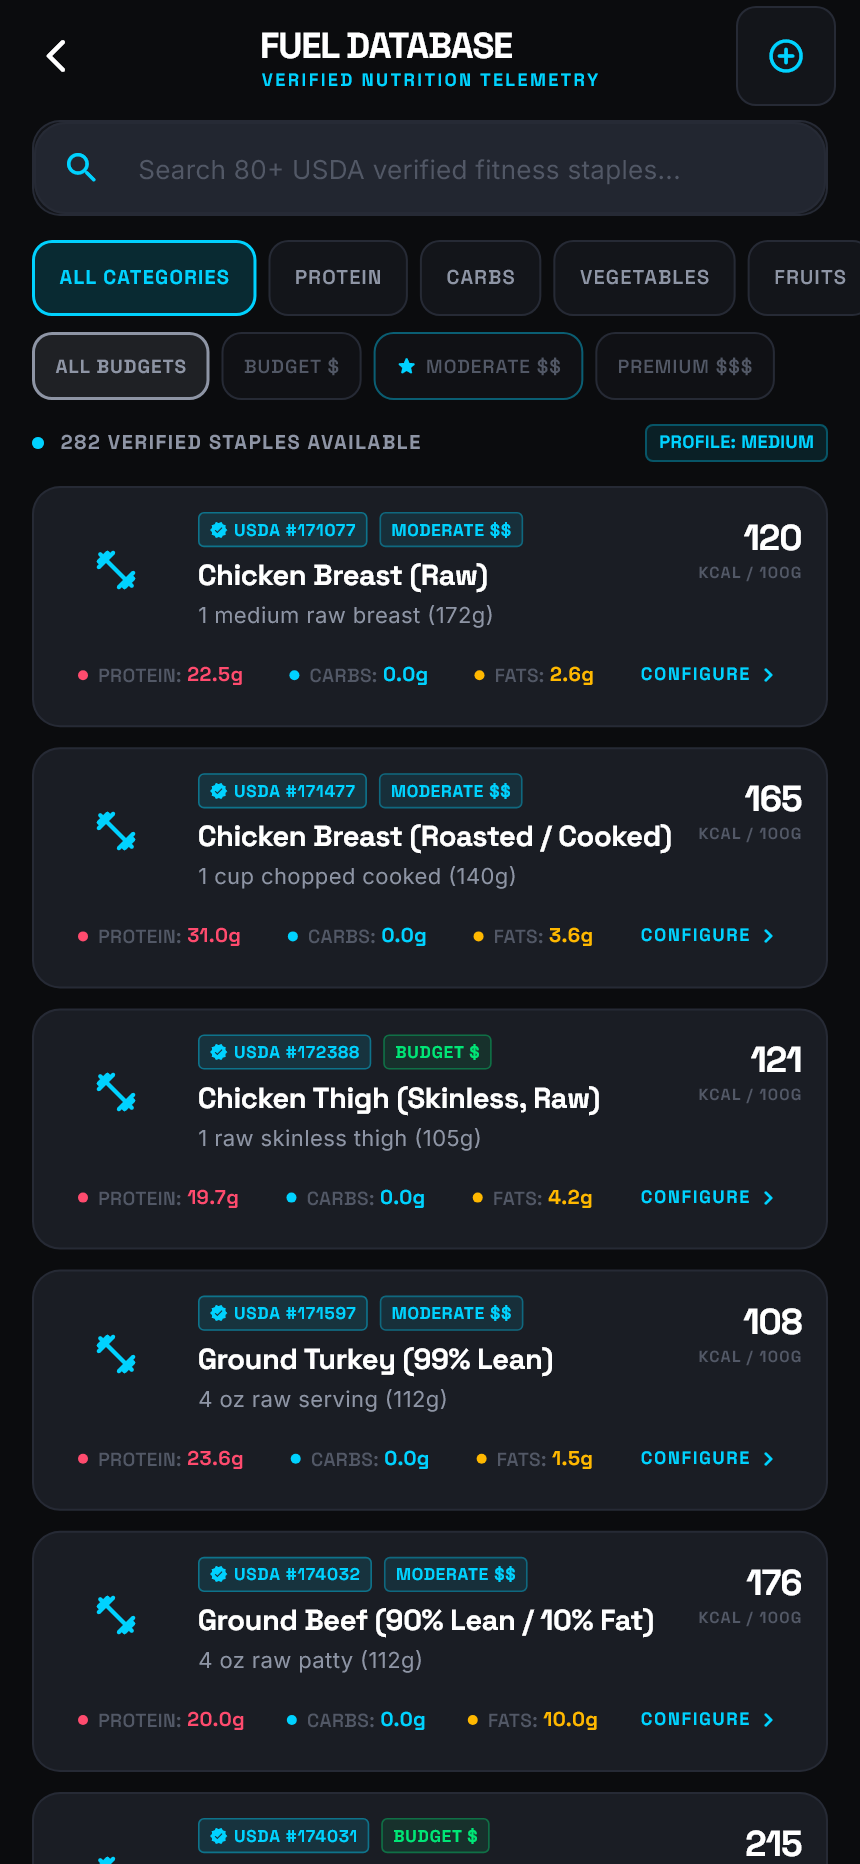 FUEL DATABASE
VERIFIED NUTRITION TELEMETRY
Search 80+ USDA verified fitness staples...
ALL CATEGORIES PROTEIN CARBS VEGETABLES FRUITS
ALL BUDGETS BUDGET $ MODERATE $$ PREMIUM $$$
282 VERIFIED STAPLES AVAILABLE PROFILE: MEDIUM
USDA #171077 MODERATE $$ 120
Chicken Breast (Raw) KCAL / 100G
1 medium raw breast (172g)
PROTEIN: 22.5g CARBS: 0.0g FATS: 2.6g CONFIGURE
USDA #171477 MODERATE $$ 165
Chicken Breast (Roasted / Cooked) KCAL / 100G
1 cup chopped cooked (140g)
PROTEIN: 31.0g CARBS: 0.0g FATS: 3.6g CONFIGURE
USDA #172388 BUDGET $ 121
Chicken Thigh (Skinless, Raw) KCAL / 100G
1 raw skinless thigh (105g)
PROTEIN: 19.7g CARBS: 0.0g FATS: 4.2g CONFIGURE
USDA #171597 MODERATE $$ 108
Ground Turkey (99% Lean) KCAL / 100G
4 oz raw serving (112g)
PROTEIN: 23.6g CARBS: 0.0g FATS: 1.5g CONFIGURE
USDA #174032 MODERATE $$ 176
Ground Beef (90% Lean / 10% Fat) KCAL / 100G
4 oz raw patty (112g)
PROTEIN: 20.0g CARBS: 0.0g FATS: 10.0g CONFIGURE
USDA #174031 BUDGET $ 215